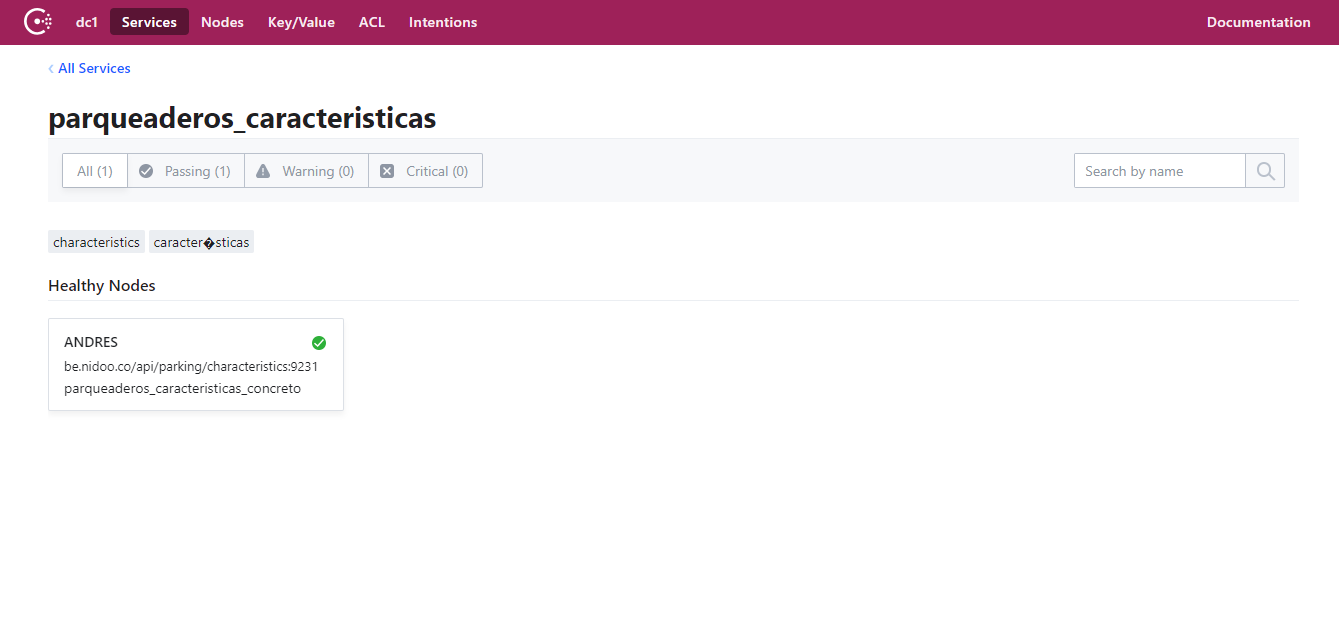 dc1 Services Nodes Key/Value ACL Intentions Documentation
All Services
parqueaderos_caracteristicas
All (1) Passing (1) Warning (0) Critical (0) Search by name
characteristics caracter�sticas
Healthy Nodes
ANDRES
be.nidoo.co/api/parking/characteristics:9231
parqueaderos_caracteristicas_concreto